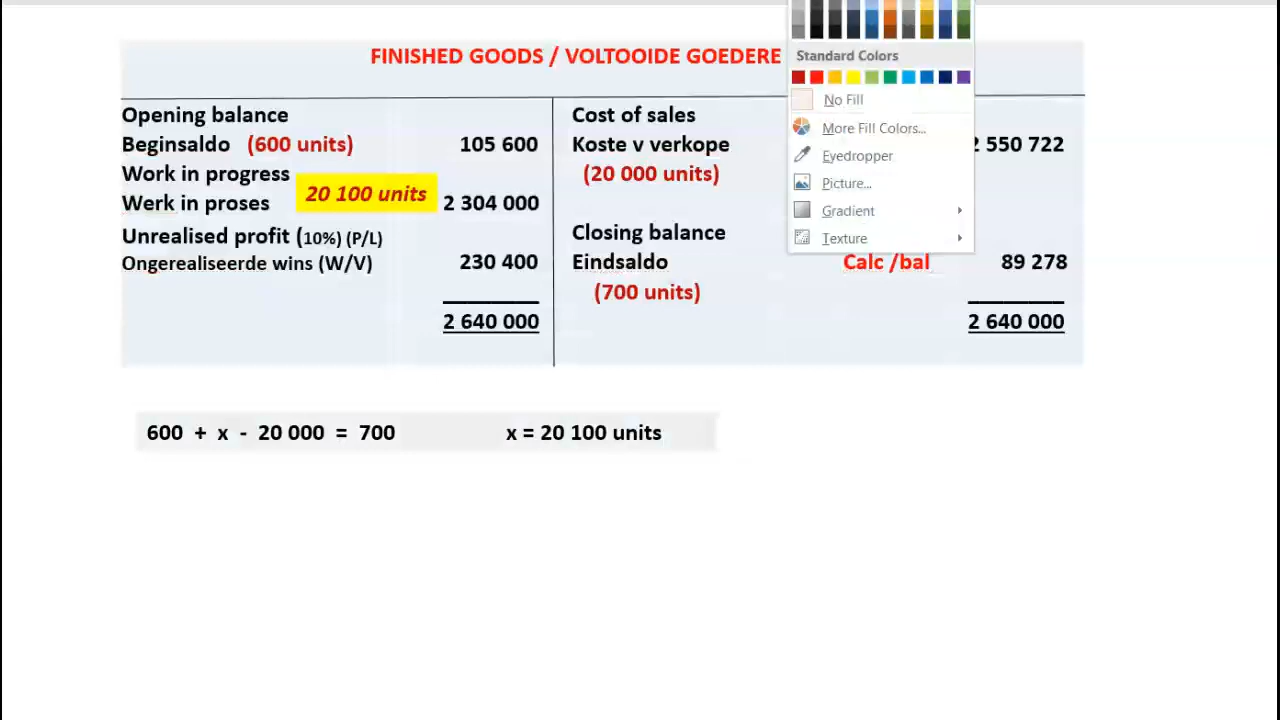 FINISHED GOODS / VOLTOOIDE GOEDERE
Standard Colors
No Fill
More Fill Colors...
Eyedropper
Picture...
Gradient
Texture
Opening balance
Beginsaldo (600 units) 105 600
Work in progress
Werk in proses 20 100 units 2 304 000
Unrealised profit (10%) (P/L)
Ongerealiseerde wins (W/V) 230 400
2 640 000
Cost of sales
Koste v verkope 2 550 722
(20 000 units)
Closing balance
Eindsaldo Calc /bal 89 278
(700 units)
2 640 000
600 + x - 20 000 = 700 x = 20 100 units